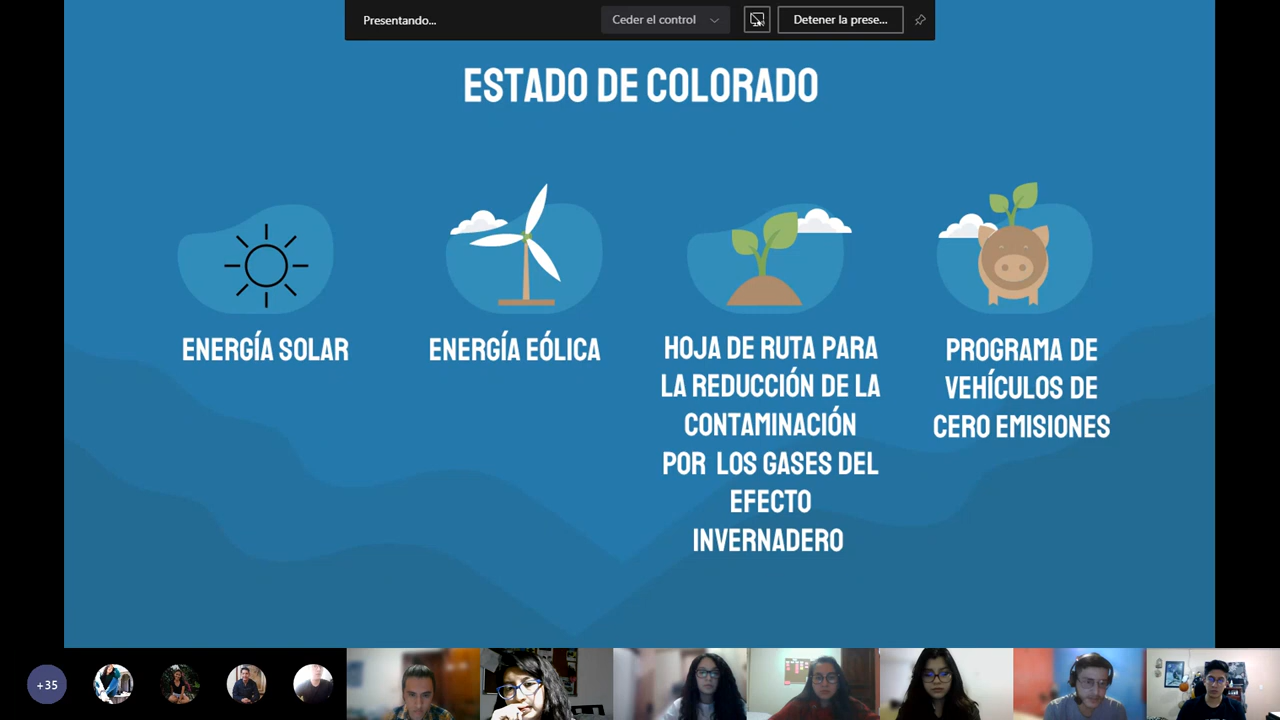 Presentando...
Ceder el control
Detener la prese...
ESTADO DE COLORADO
ENERGÍA SOLAR
ENERGÍA EÓLICA
HOJA DE RUTA PARA
LA REDUCCIÓN DE LA
CONTAMINACIÓN
POR LOS GASES DEL
EFECTO
INVERNADERO
PROGRAMA DE
VEHÍCULOS DE
CERO EMISIONES
+35